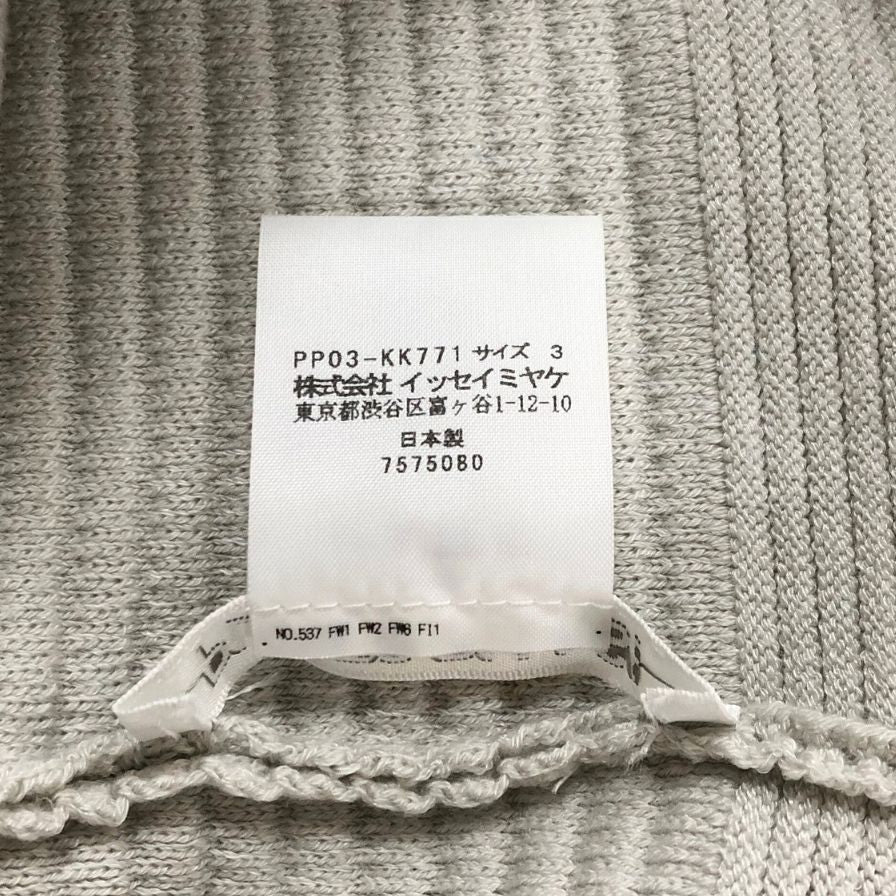 PP03-KK771 サイズ 3
株式会社 イッセイミヤケ
東京都渋谷区富ヶ谷1-12-10
日本製
7575080
NO.537 FW1 FW2 FW6 FI1